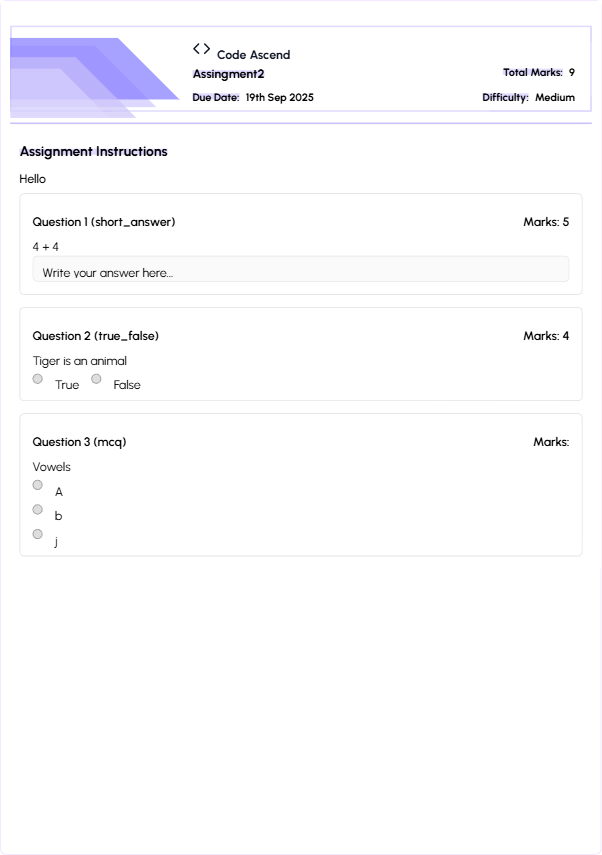 Code Ascend
Assingment2
Total Marks: 9
Due Date: 19th Sep 2025
Difficulty: Medium
Assignment Instructions
Hello
Question 1 (short_answer) Marks: 5
4 + 4
Write your answer here...
Question 2 (true_false) Marks: 4
Tiger is an animal
True False
Question 3 (mcq) Marks:
Vowels
A
b
j